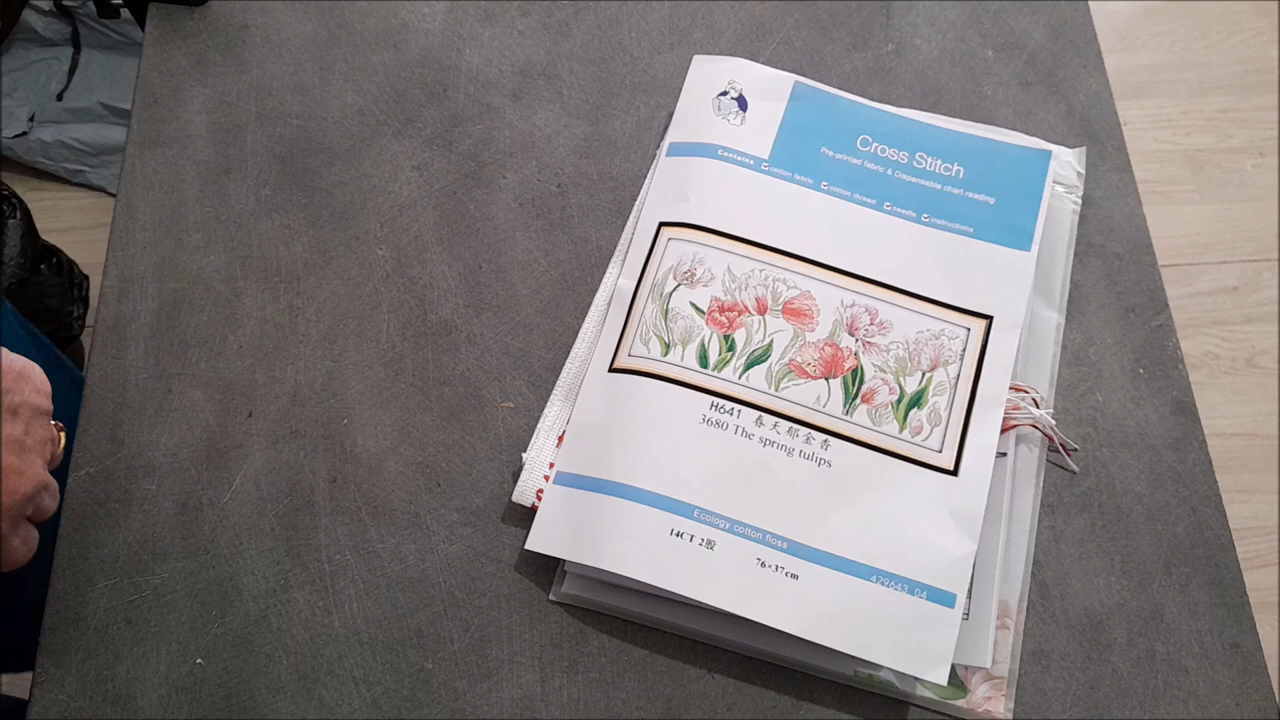 Cross Stitch
Pre-printed fabric & Dispensable chart reading
Contains cotton fabric cotton thread needle instructions
H641 春天郁金香
3680 The spring tulips
Ecology cotton floss
14CT 2股
76×37cm
429643_04